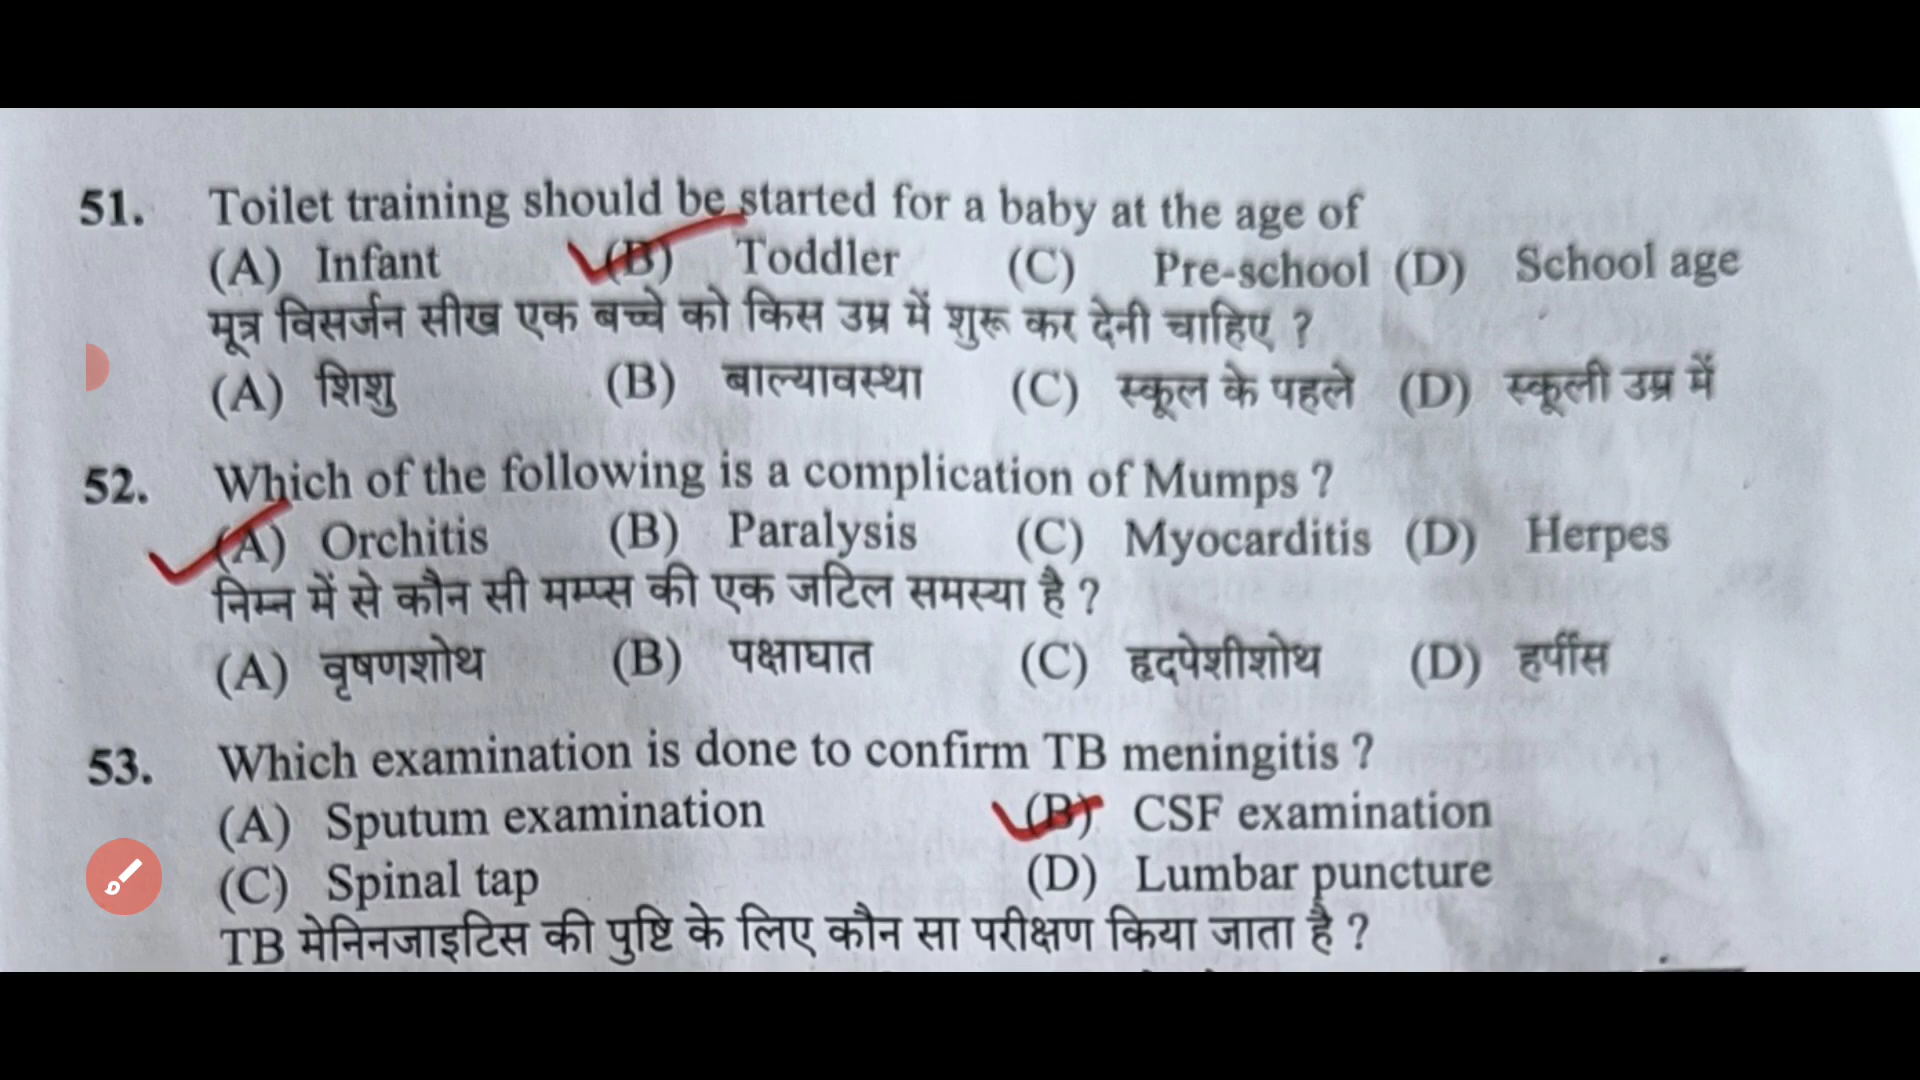 51. Toilet training should be started for a baby at the age of
(A) Infant (B) Toddler (C) Pre-school (D) School age
मूत्र विसर्जन सीख एक बच्चे को किस उम्र में शुरू कर देनी चाहिए ?
(A) शिशु (B) बाल्यावस्था (C) स्कूल के पहले (D) स्कूली उम्र में
52. Which of the following is a complication of Mumps ?
(A) Orchitis (B) Paralysis (C) Myocarditis (D) Herpes
निम्न में से कौन सी मम्प्स की एक जटिल समस्या है ?
(A) वृषणशोथ (B) पक्षाघात (C) हृदपेशीशोथ (D) हर्पीस
53. Which examination is done to confirm TB meningitis ?
(A) Sputum examination (B) CSF examination
(C) Spinal tap (D) Lumbar puncture
TB मेनिनजाइटिस की पुष्टि के लिए कौन सा परीक्षण किया जाता है ?